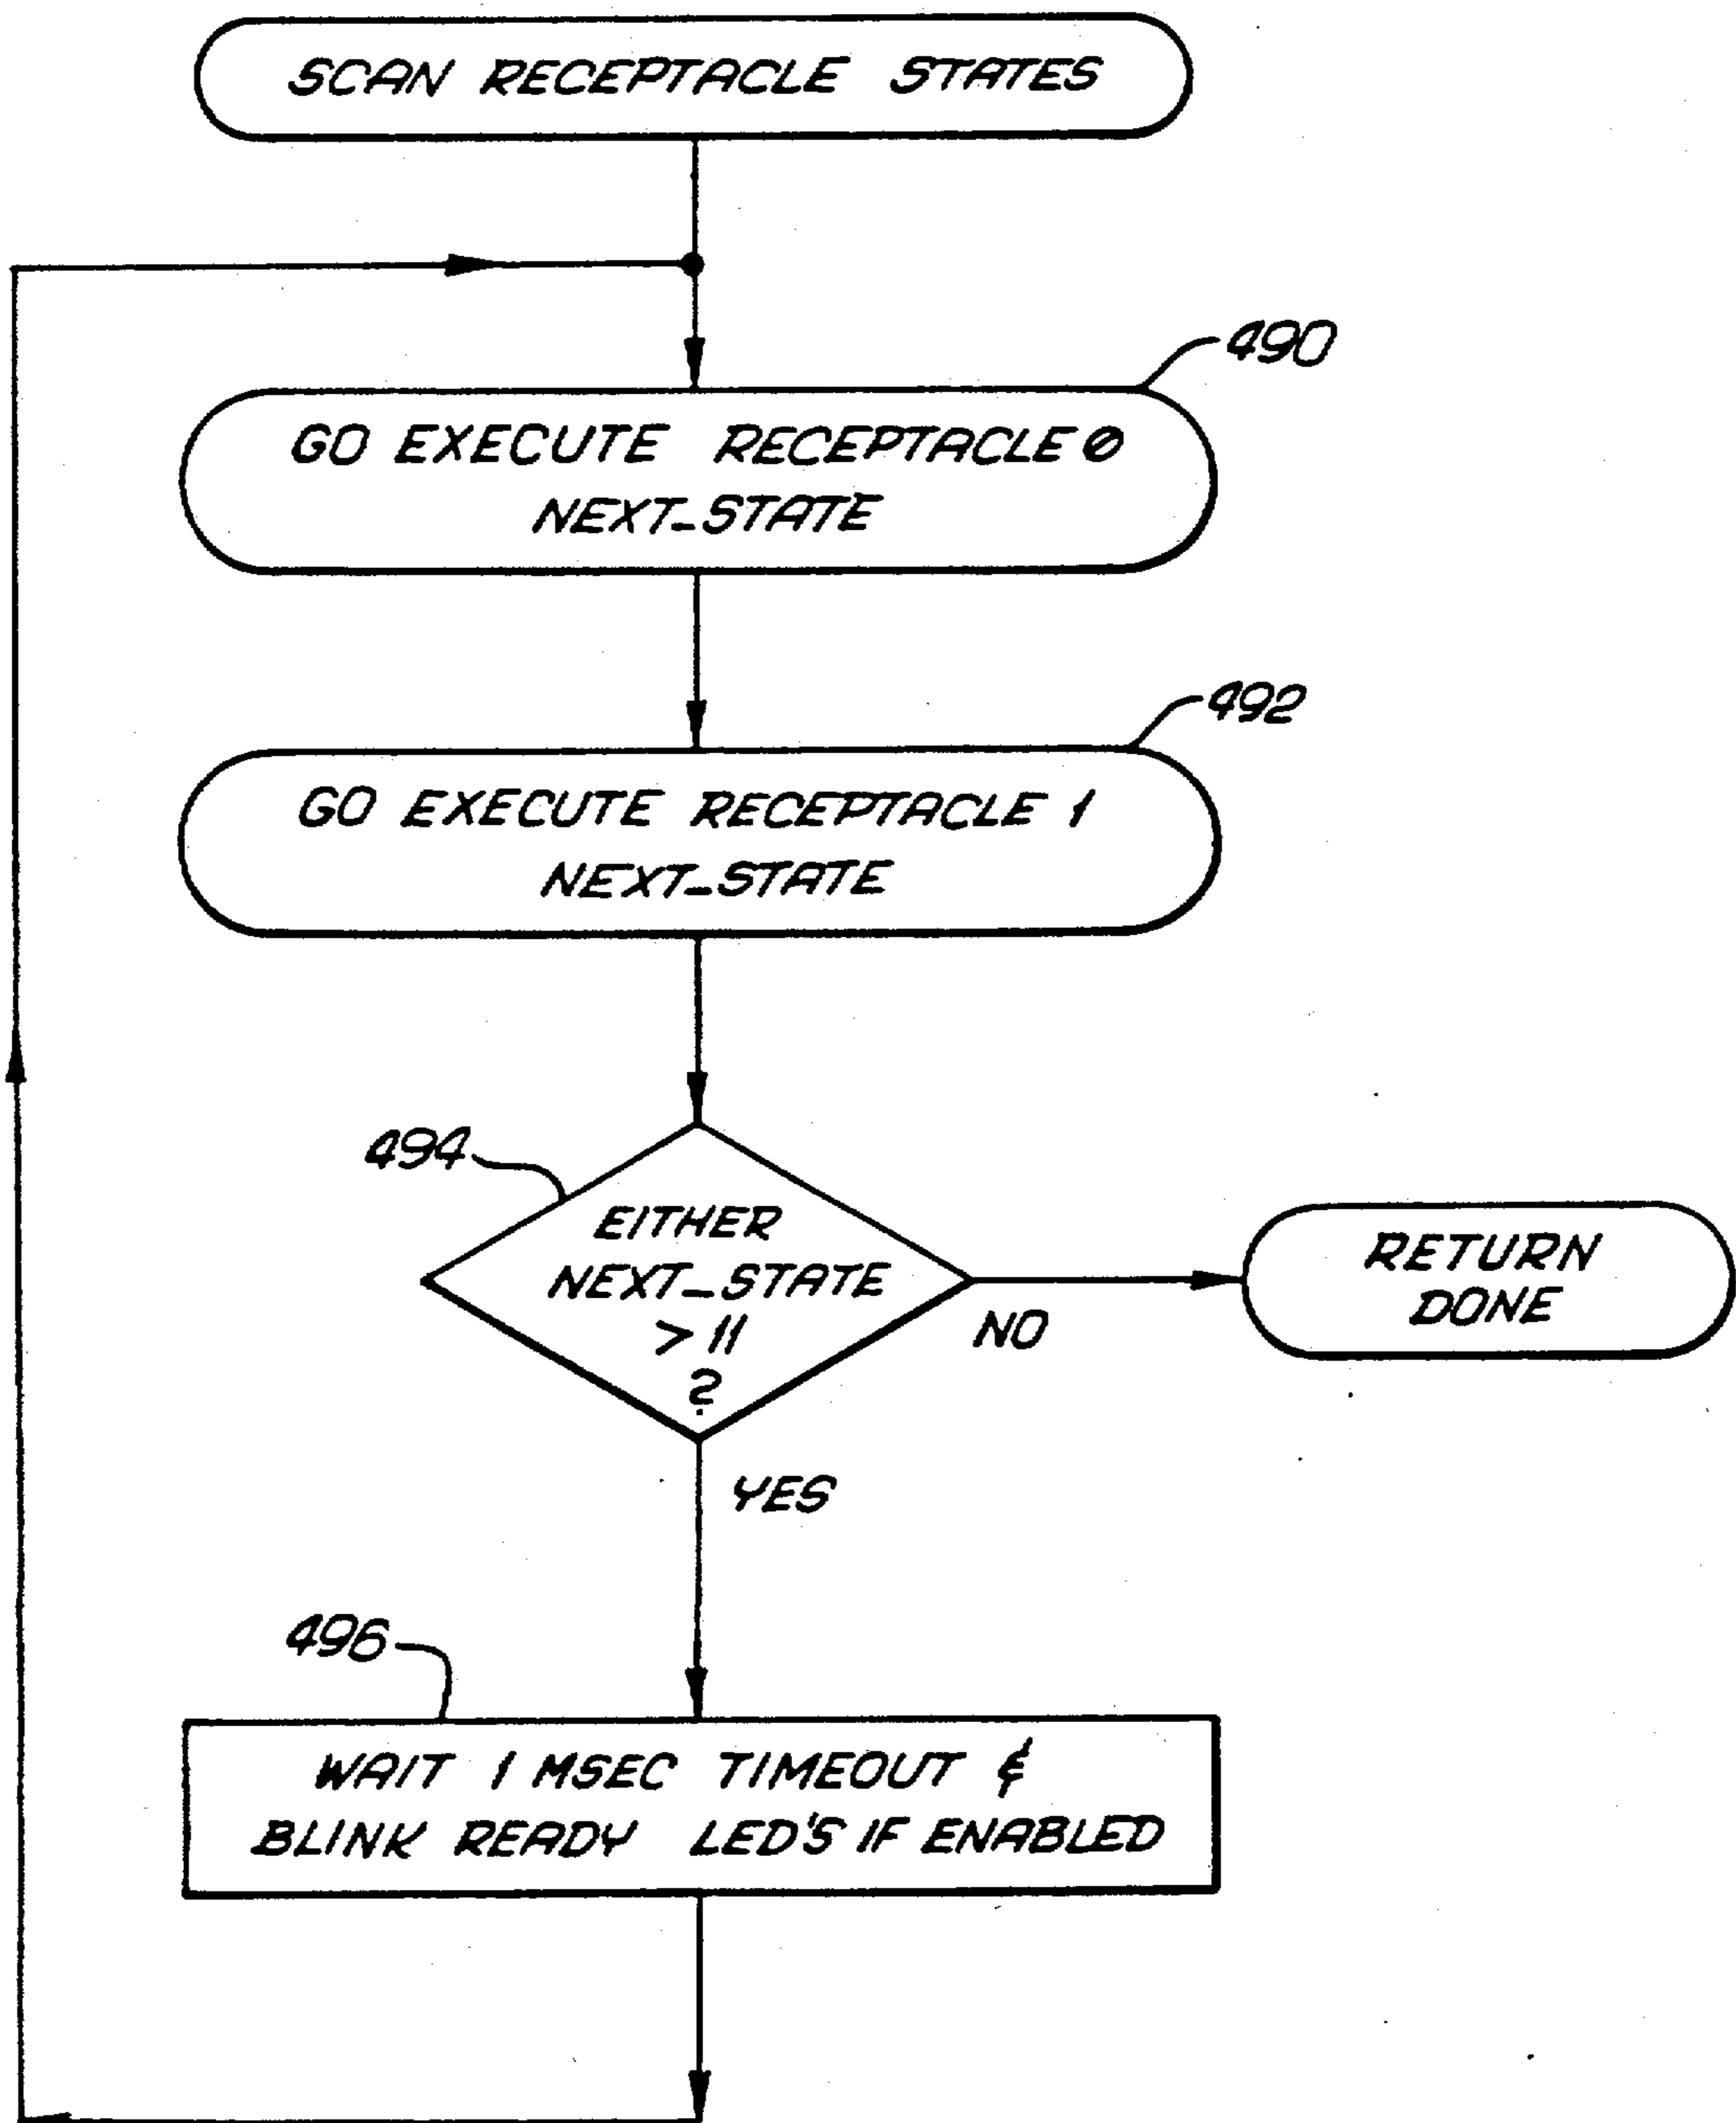 SCAN RECEPTACLE STATES
490
GO EXECUTE RECEPTACLE 0
NEXT_STATE
492
GO EXECUTE RECEPTACLE 1
NEXT_STATE
494
EITHER
NEXT_STATE
> 11
?
NO
RETURN
DONE
YES
496
WAIT 1 MSEC TIMEOUT &
BLINK READY LED'S IF ENABLED